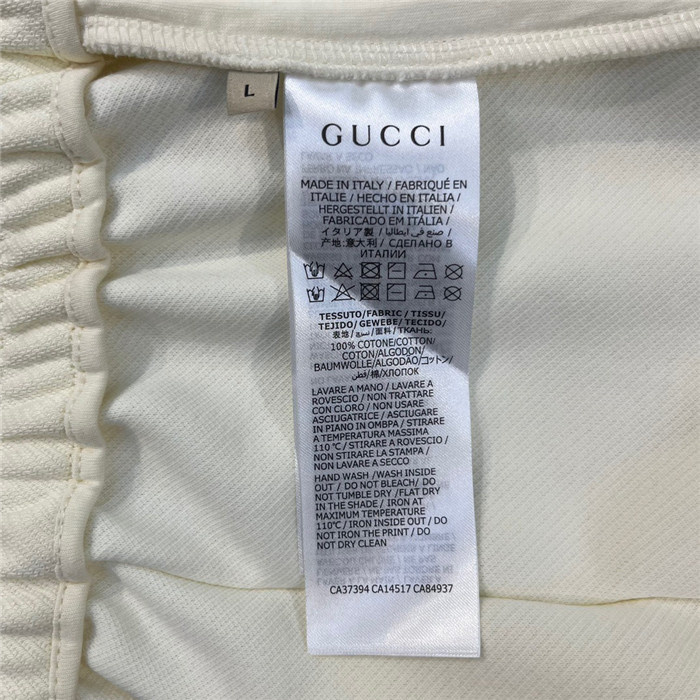 L
GUCCI
MADE IN ITALY / FABRIQUÉ EN
ITALIE / HECHO EN ITALIA /
HERGESTELLT IN ITALIEN /
FABRICADO EM ITÁLIA
/ イタリア製 / صنع في ايطاليا /
产地:意大利 / СДЕЛАНО В
ИТАЛИИ
TESSUTO/FABRIC / TISSU/
TEJIDO/ GEWEBE/ TECIDO/
表地/نسيج/面料/ТКАНЬ:
100% COTONE/COTTON/
COTON/ALGODON/
BAUMWOLLE/ALGODÃO/コットン/
قطن/棉/ХЛОПОК
LAVARE A MANO / LAVARE A
ROVESCIO / NON TRATTARE
CON CLORO / NON USARE
ASCIUGATRICE / ASCIUGARE
IN PIANO IN OMBPA / STIRARE
A TEMPERATURA MASSIMA
110 ℃ / STIRARE A ROVESCIO /
NON STIRARE LA STAMPA /
NON LAVARE A SECCO
HAND WASH /WASH INSIDE
OUT / DO NOT BLEACH/ DO
NOT TUMBLE DRY /FLAT DRY
IN THE SHADE / IRON AT
MAXIMUM TEMPERATURE
110℃/ IRON INSIDE OUT / DO
NOT IRON THE PRINT / DO
NOT DRY CLEAN
CA37394 CA14517 CA84937